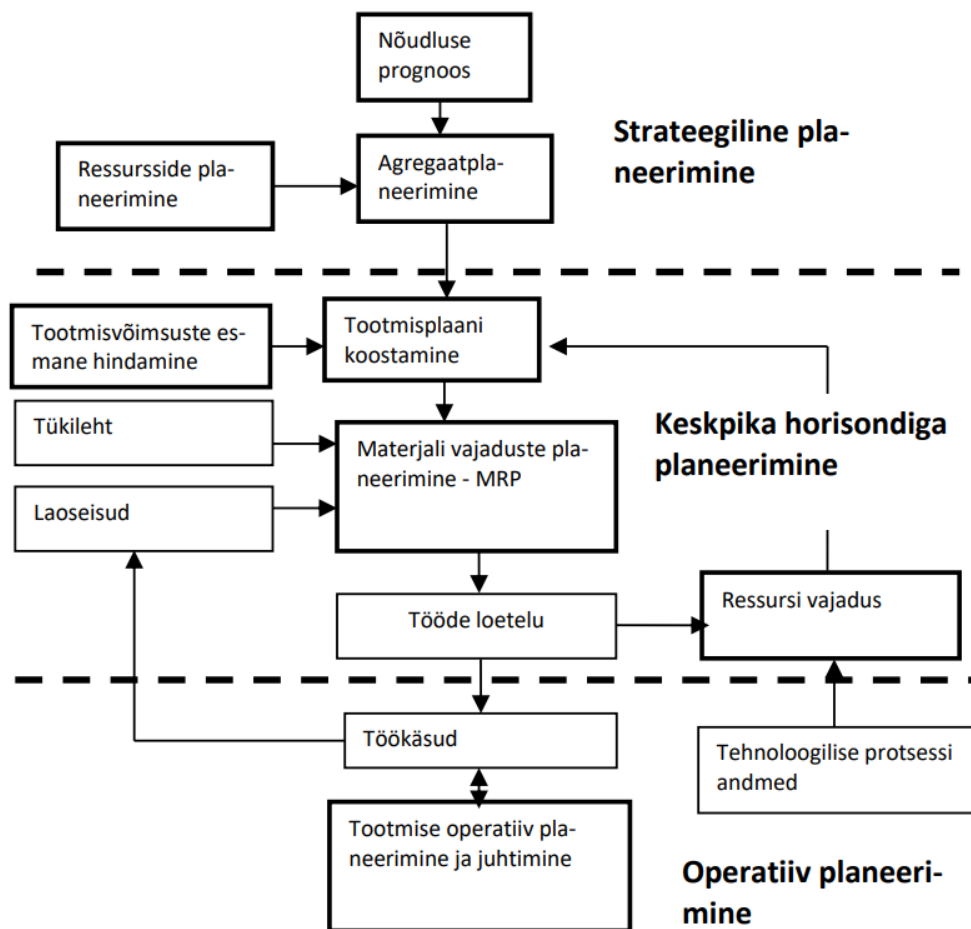 Nõudluse
prognoos
Strateegiline pla-
neerimine
Ressursside pla-
neerimine
Agregaatpla-
neerimine
Tootmisvõimsuste es-
mane hindamine
Tootmisplaani
koostamine
Tükileht
Materjali vajaduste pla-
neerimine - MRP
Keskpika horisondiga
planeerimine
Laoseisud
Tööde loetelu
Ressursi vajadus
Töökäsud
Tehnoloogilise protsessi
andmed
Tootmise operatiiv pla-
neerimine ja juhtimine
Operatiiv planeeri-
mine